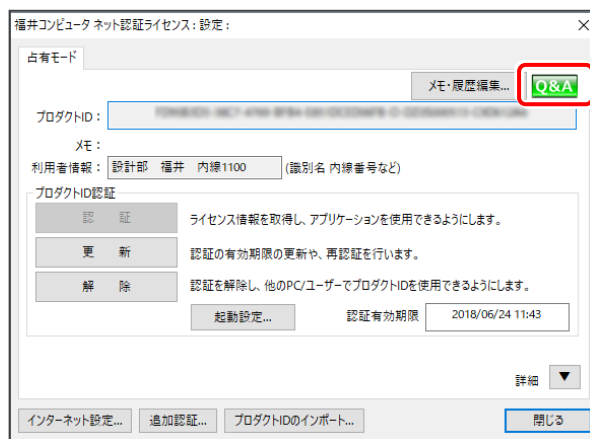 福井コンピュータ ネット認証ライセンス : 設定 :
占有モード
メモ・履歴編集... Q&A
プロダクトID :
メモ :
利用者情報 : 設計部 福井 内線1100 (識別名 内線番号など)
プロダクトID認証
認 証 ライセンス情報を取得し、アプリケーションを使用できるようにします。
更 新 認証の有効期限の更新や、再認証を行います。
解 除 認証を解除し、他のPC/ユーザーでプロダクトIDを使用できるようにします。
起動設定... 認証有効期限 2018/06/24 11:43
詳細 ▼
インターネット設定... 追加認証... プロダクトIDのインポート... 閉じる